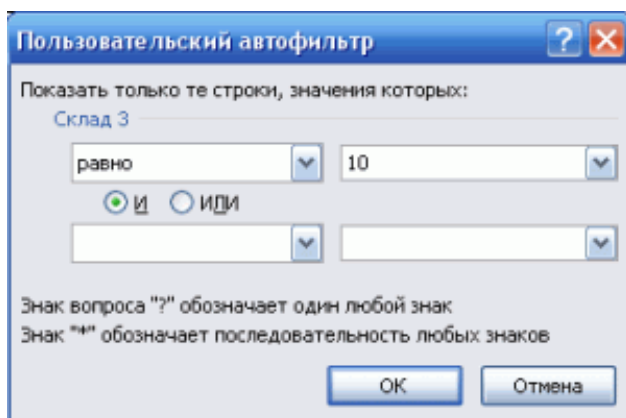 Пользовательский автофильтр
Показать только те строки, значения которых:
Склад 3
равно 10
И ИЛИ
Знак вопроса "?" обозначает один любой знак
Знак "*" обозначает последовательность любых знаков
ОК Отмена